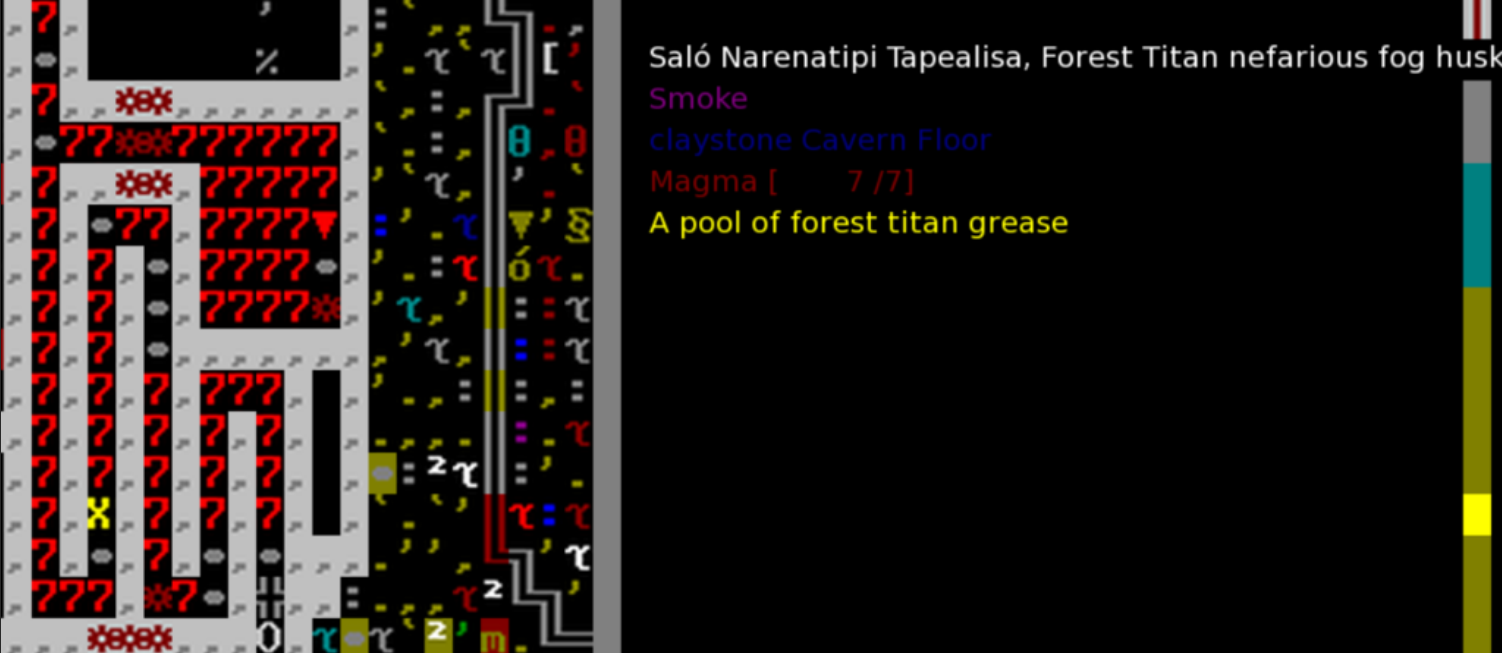 Saló Narenatipi Tapealisa, Forest Titan nefarious fog husk
Smoke
claystone Cavern Floor
Magma [ 7 /7]
A pool of forest titan grease